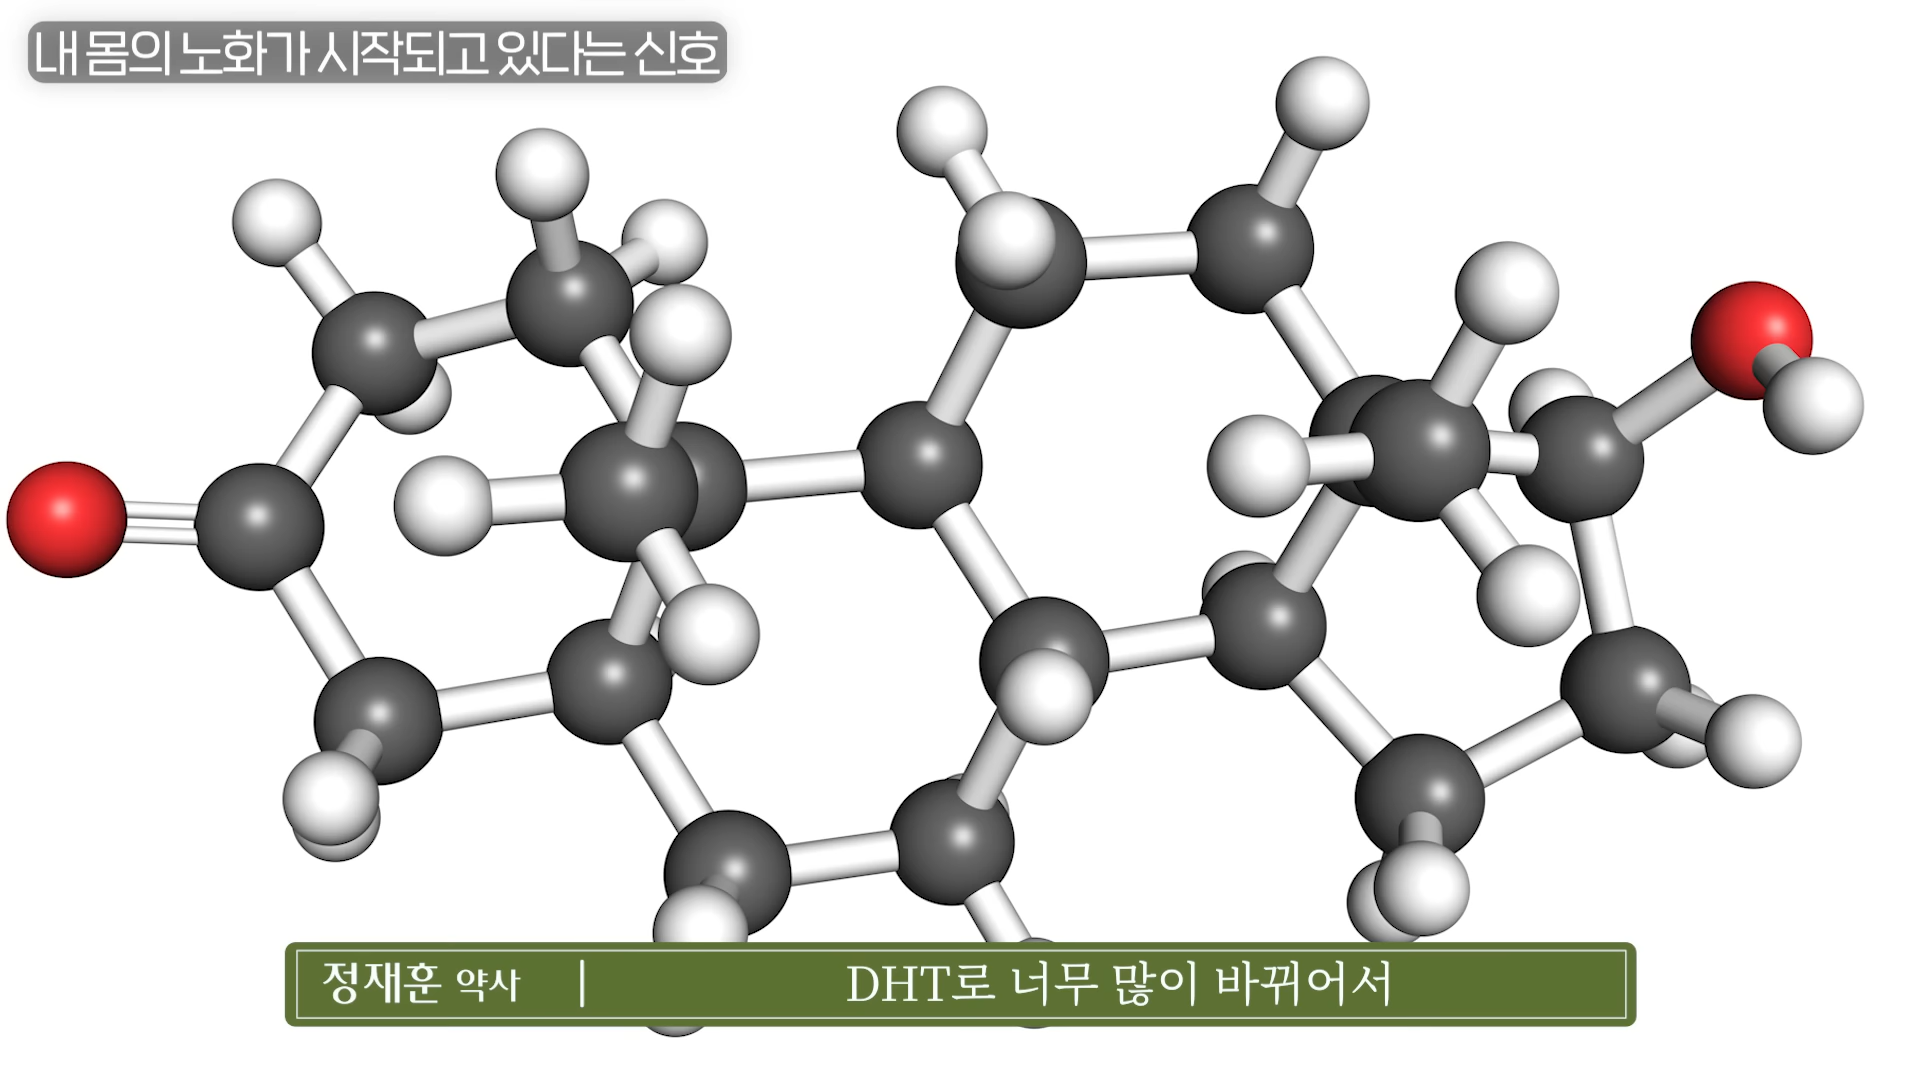 내 몸의 노화가 시작되고 있다는 신호
정재훈 약사 | DHT로 너무 많이 바뀌어서